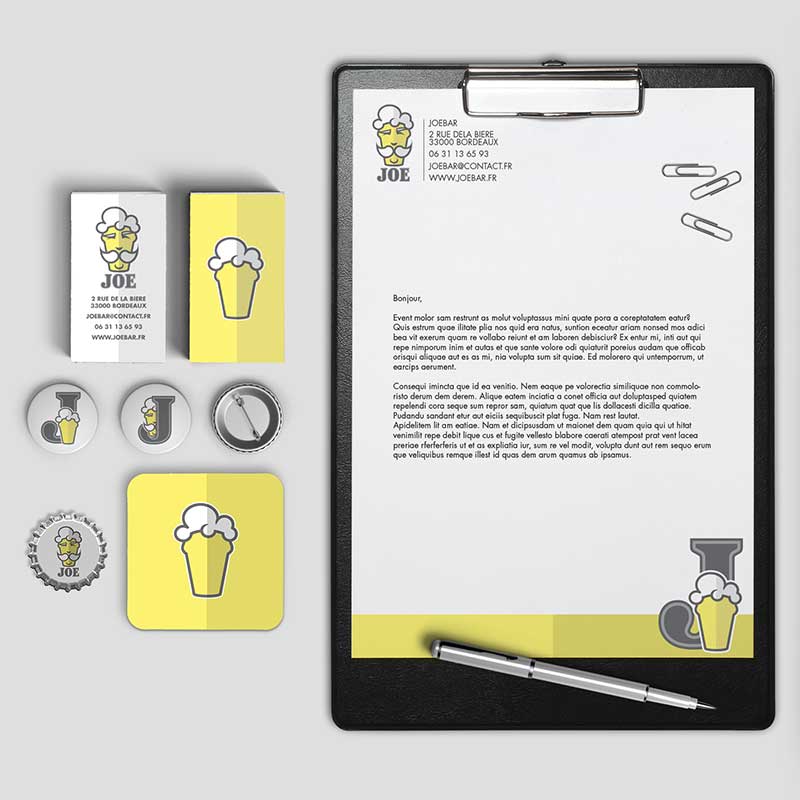 JOE
2 RUE DE LA BIERE
33000 BORDEAUX
JOEBAR@CONTACT.FR
06 31 13 65 93
WWW.JOEBAR.FR
J
J
JOE
JOE
JOEBAR
2 RUE DELA BIERE
33000 BORDEAUX
06 31 13 65 93
JOEBAR@CONTACT.FR
WWW.JOEBAR.FR
Bonjour,
Event molor sam restrunt as molut voluptassus mini quate pora a coreptatatem eatur?
Quis estrum quae ilitate plia nos quid era natus, suntion eceatur ariam nonsed mos adici
bea vit exerum quam re vollabo reiunt et am laboren debisciur? Ex entur mi, inti aut qui
repe nimporum inim et autas et que sante volore odi quiaturit poreius audam que officab
orisqui aliquae aut es as mi, nia volupta sum sit quiae. Ed molorero qui untemporrum, ut
earcips aerument.
Consequi imincta que id ea venitio. Nem eaque pe volorectia similiquae non commolo-
risto derum dem derem. Alique eatem inciatia a conet officia aut doluptasped quiatem
repelendi cora seque sum repror sam, quiatum quat que lis dollacesti dicilla quatiae.
Pudandu sandant etur aut eiciis sequibuscit plat fuga. Nam rest lautat.
Apidelitem lit am eatiae. Nam et dicipsusdam ut maionet dem quam quia qui ut hitat
venimilit repe debit lique cus et fugite vellesto blabore caerati atempost prat vent lacea
preriae rferferferis ut et as expliatia iur, sum re vel modit, volupis dolent quunt aut rem sequo erum
que veliquibus remque illest id quas dem arum quamus ab ipsamus.
J